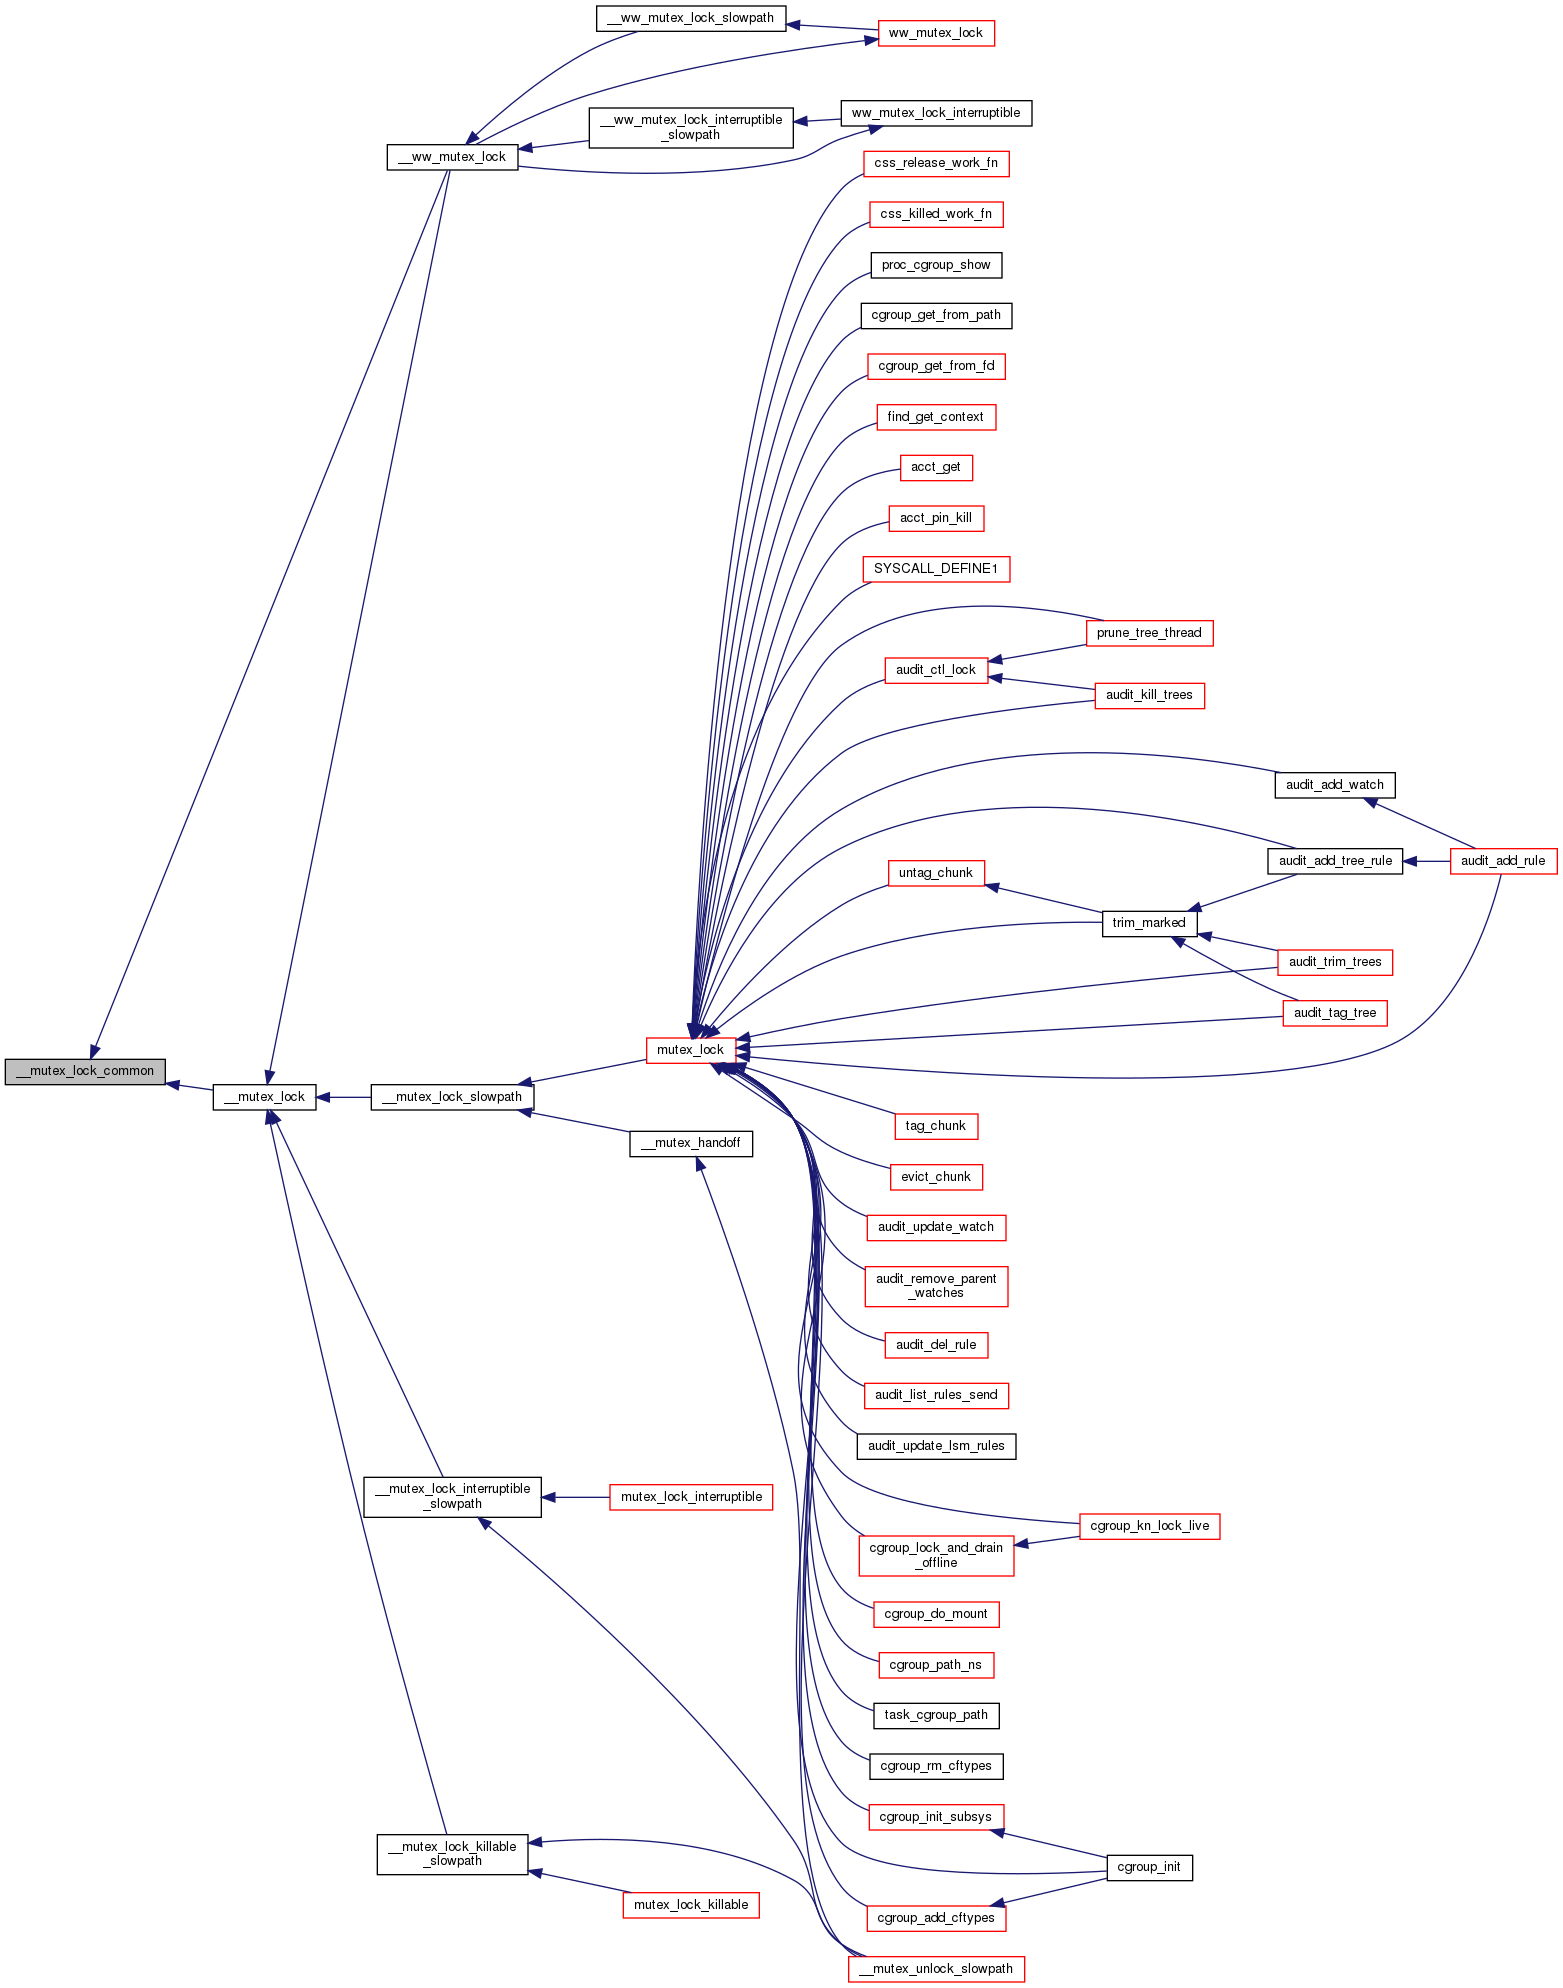 __ww_mutex_lock_slowpath
ww_mutex_lock
ww_mutex_lock_interruptible
__ww_mutex_lock_interruptible
_slowpath
__ww_mutex_lock
css_release_work_fn
css_killed_work_fn
proc_cgroup_show
cgroup_get_from_path
cgroup_get_from_fd
find_get_context
acct_get
acct_pin_kill
SYSCALL_DEFINE1
prune_tree_thread
audit_ctl_lock
audit_kill_trees
audit_add_watch
audit_add_tree_rule
audit_add_rule
untag_chunk
trim_marked
audit_trim_trees
audit_tag_tree
mutex_lock
__mutex_lock_common
__mutex_lock
__mutex_lock_slowpath
tag_chunk
__mutex_handoff
evict_chunk
audit_update_watch
audit_remove_parent
_watches
audit_del_rule
audit_list_rules_send
audit_update_lsm_rules
__mutex_lock_interruptible
_slowpath
mutex_lock_interruptible
cgroup_kn_lock_live
cgroup_lock_and_drain
_offline
cgroup_do_mount
cgroup_path_ns
task_cgroup_path
cgroup_rm_cftypes
cgroup_init_subsys
__mutex_lock_killable
_slowpath
cgroup_init
mutex_lock_killable
cgroup_add_cftypes
__mutex_unlock_slowpath